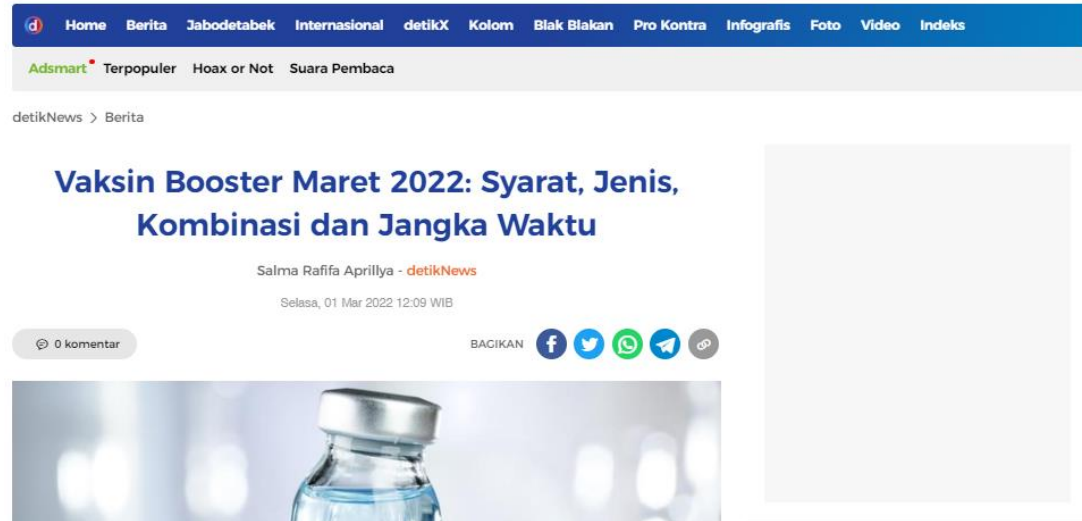 d Home Berita Jabodetabek Internasional detikX Kolom Blak Blakan Pro Kontra Infografis Foto Video Indeks
Adsmart Terpopuler Hoax or Not Suara Pembaca
detikNews > Berita
Vaksin Booster Maret 2022: Syarat, Jenis,
Kombinasi dan Jangka Waktu
Salma Rafifa Aprillya - detikNews
Selasa, 01 Mar 2022 12:09 WIB
0 komentar BAGIKAN